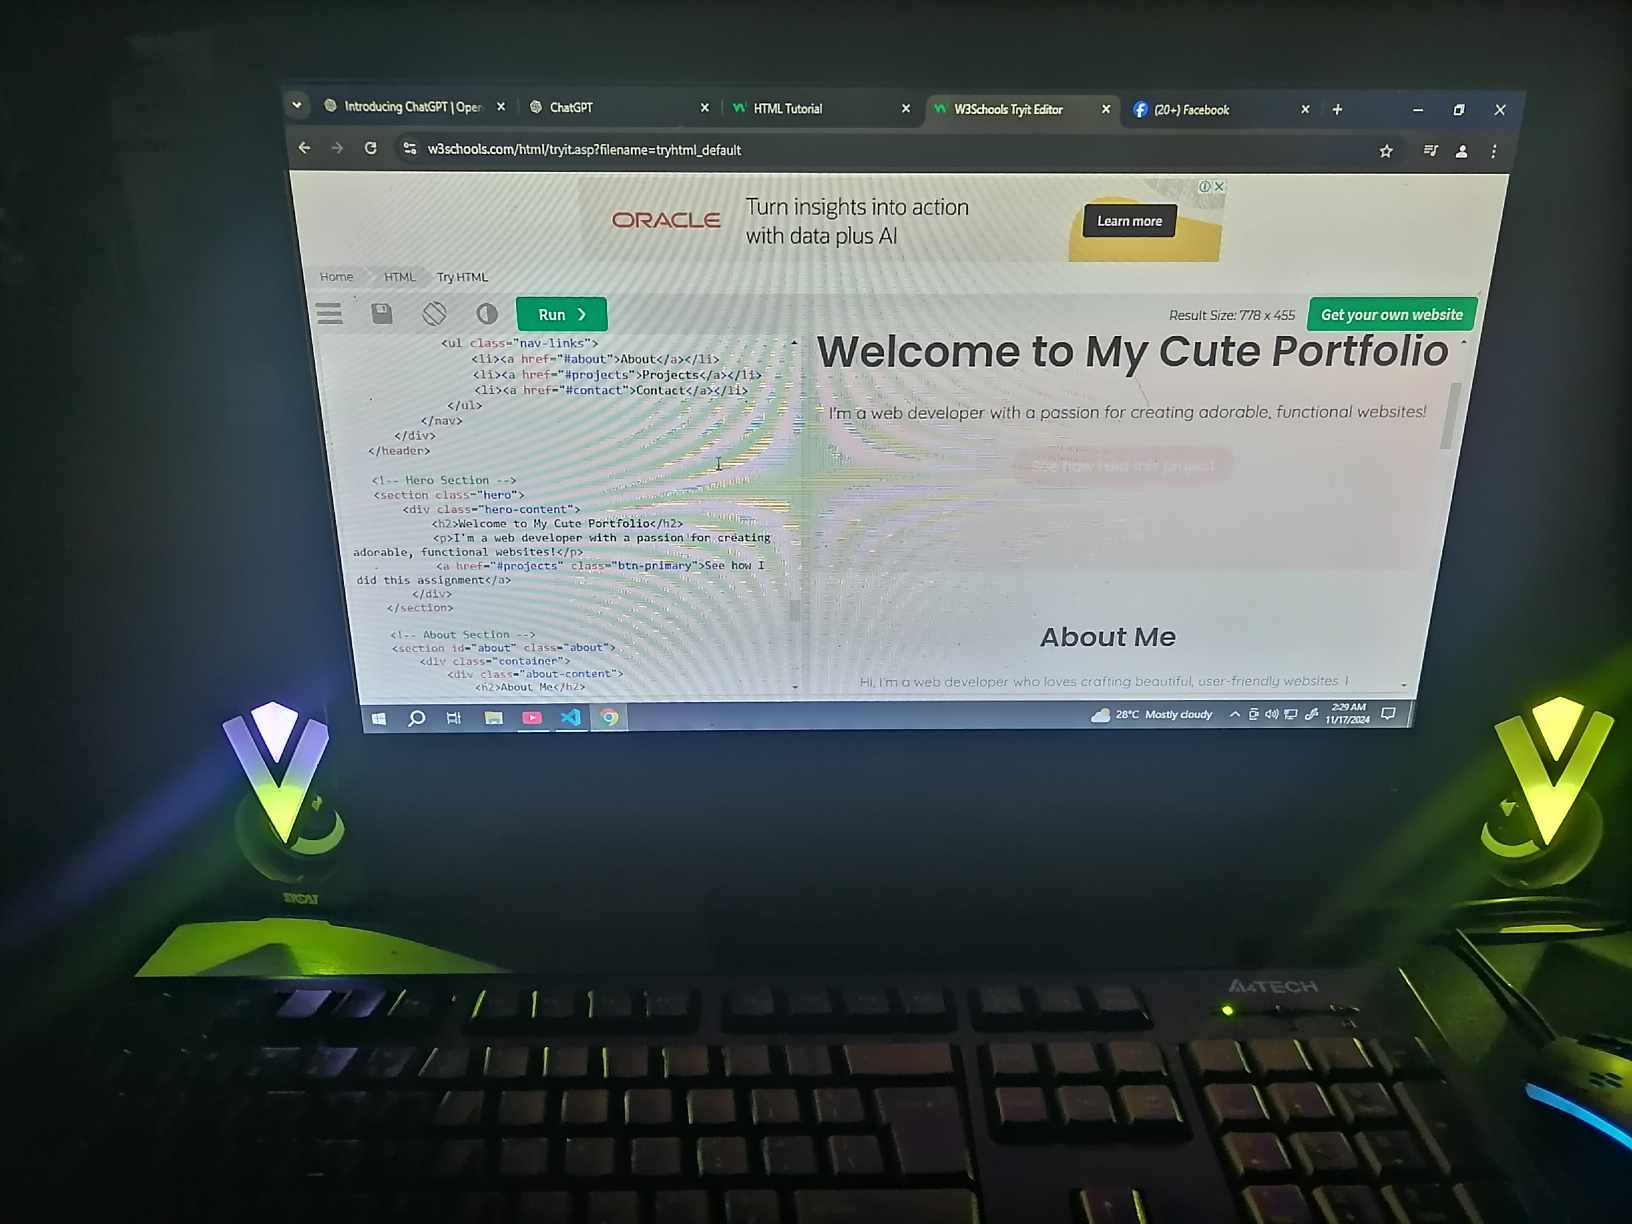 Introducing ChatGPT | Open
ChatGPT
HTML Tutorial
W3Schools Tryit Editor
(20+) Facebook
w3schools.com/html/tryit.asp?filename=tryhtml_default
ORACLE
Turn insights into action
with data plus AI
Learn more
Home
HTML
Try HTML
Run ❯
Result Size: 778 x 455
Get your own website
<ul class="nav-links">
<li><a href="#about">About</a></li>
<li><a href="#projects">Projects</a></li>
<li><a href="#contact">Contact</a></li>
</ul>
</nav>
</div>
</header>
<!-- Hero Section -->
<section class="hero">
<div class="hero-content">
<h2>Welcome to My Cute Portfolio</h2>
<p>I'm a web developer with a passion for creating
adorable, functional websites!</p>
<a href="#projects" class="btn-primary">See how I
did this assignment</a>
</div>
</section>
<!-- About Section -->
<section id="about" class="about">
<div class="container">
<div class="about-content">
<h2>About Me</h2>
Welcome to My Cute Portfolio
I'm a web developer with a passion for creating adorable, functional websites!
See how I did this
About Me
Hi, I'm a web developer who loves crafting beautiful, user-friendly websites. I
28°C Mostly cloudy
2:29 AM
11/17/2024
A4TECH